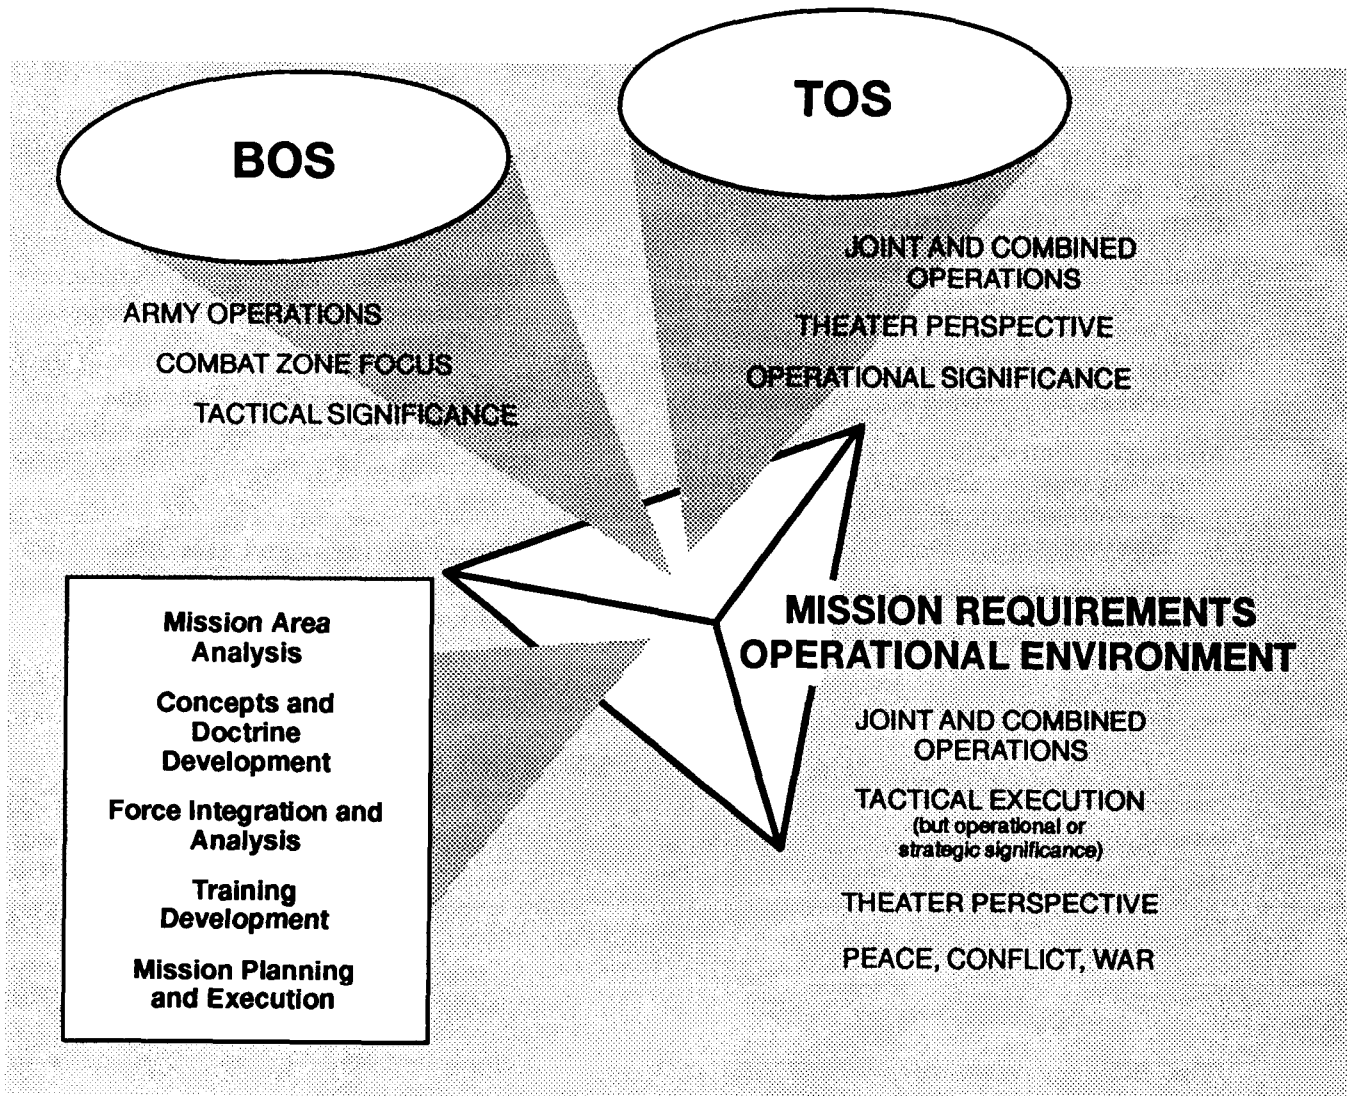 BOS
TOS
ARMY OPERATIONS
COMBAT ZONE FOCUS
TACTICAL SIGNIFICANCE
JOINT AND COMBINED
OPERATIONS
THEATER PERSPECTIVE
OPERATIONAL SIGNIFICANCE
Mission Area
Analysis
Concepts and
Doctrine
Development
Force Integration and
Analysis
Training
Development
Mission Planning
and Execution
MISSION REQUIREMENTS
OPERATIONAL ENVIRONMENT
JOINT AND COMBINED
OPERATIONS
TACTICAL EXECUTION
(but operational or
strategic significance)
THEATER PERSPECTIVE
PEACE, CONFLICT, WAR